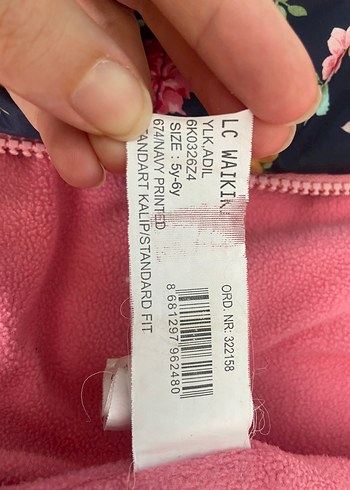 LC WAIKIK
YLK,ADIL
6K0326Z4
SIZE : 5y-6y
674/NAVY PRINTED
STANDART KALIP/STANDARD FIT
ORD. NR: 322158
8 681297 962480